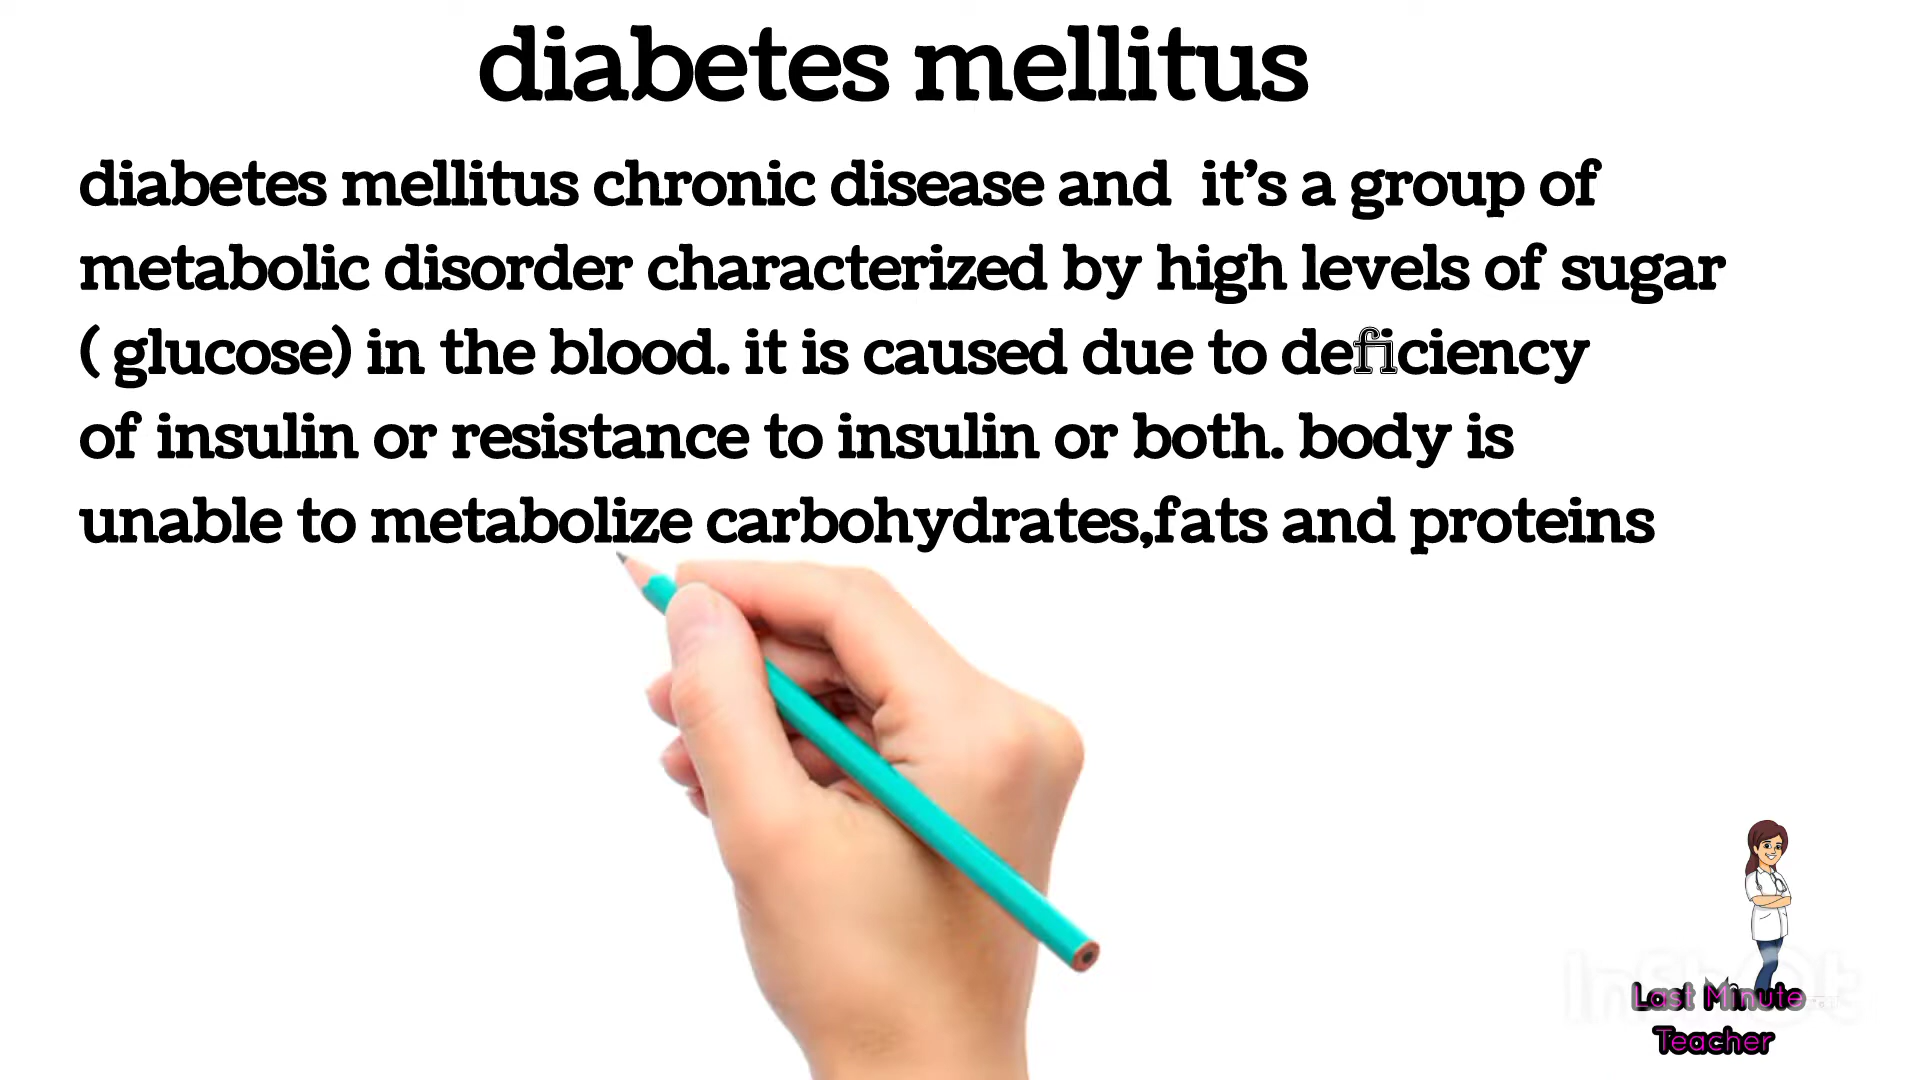 diabetes mellitus
diabetes mellitus chronic disease and it's a group of
metabolic disorder characterized by high levels of sugar
( glucose) in the blood. it is caused due to deficiency
of insulin or resistance to insulin or both. body is
unable to metabolize carbohydrates,fats and proteins
InShot
Last Minute
Teacher